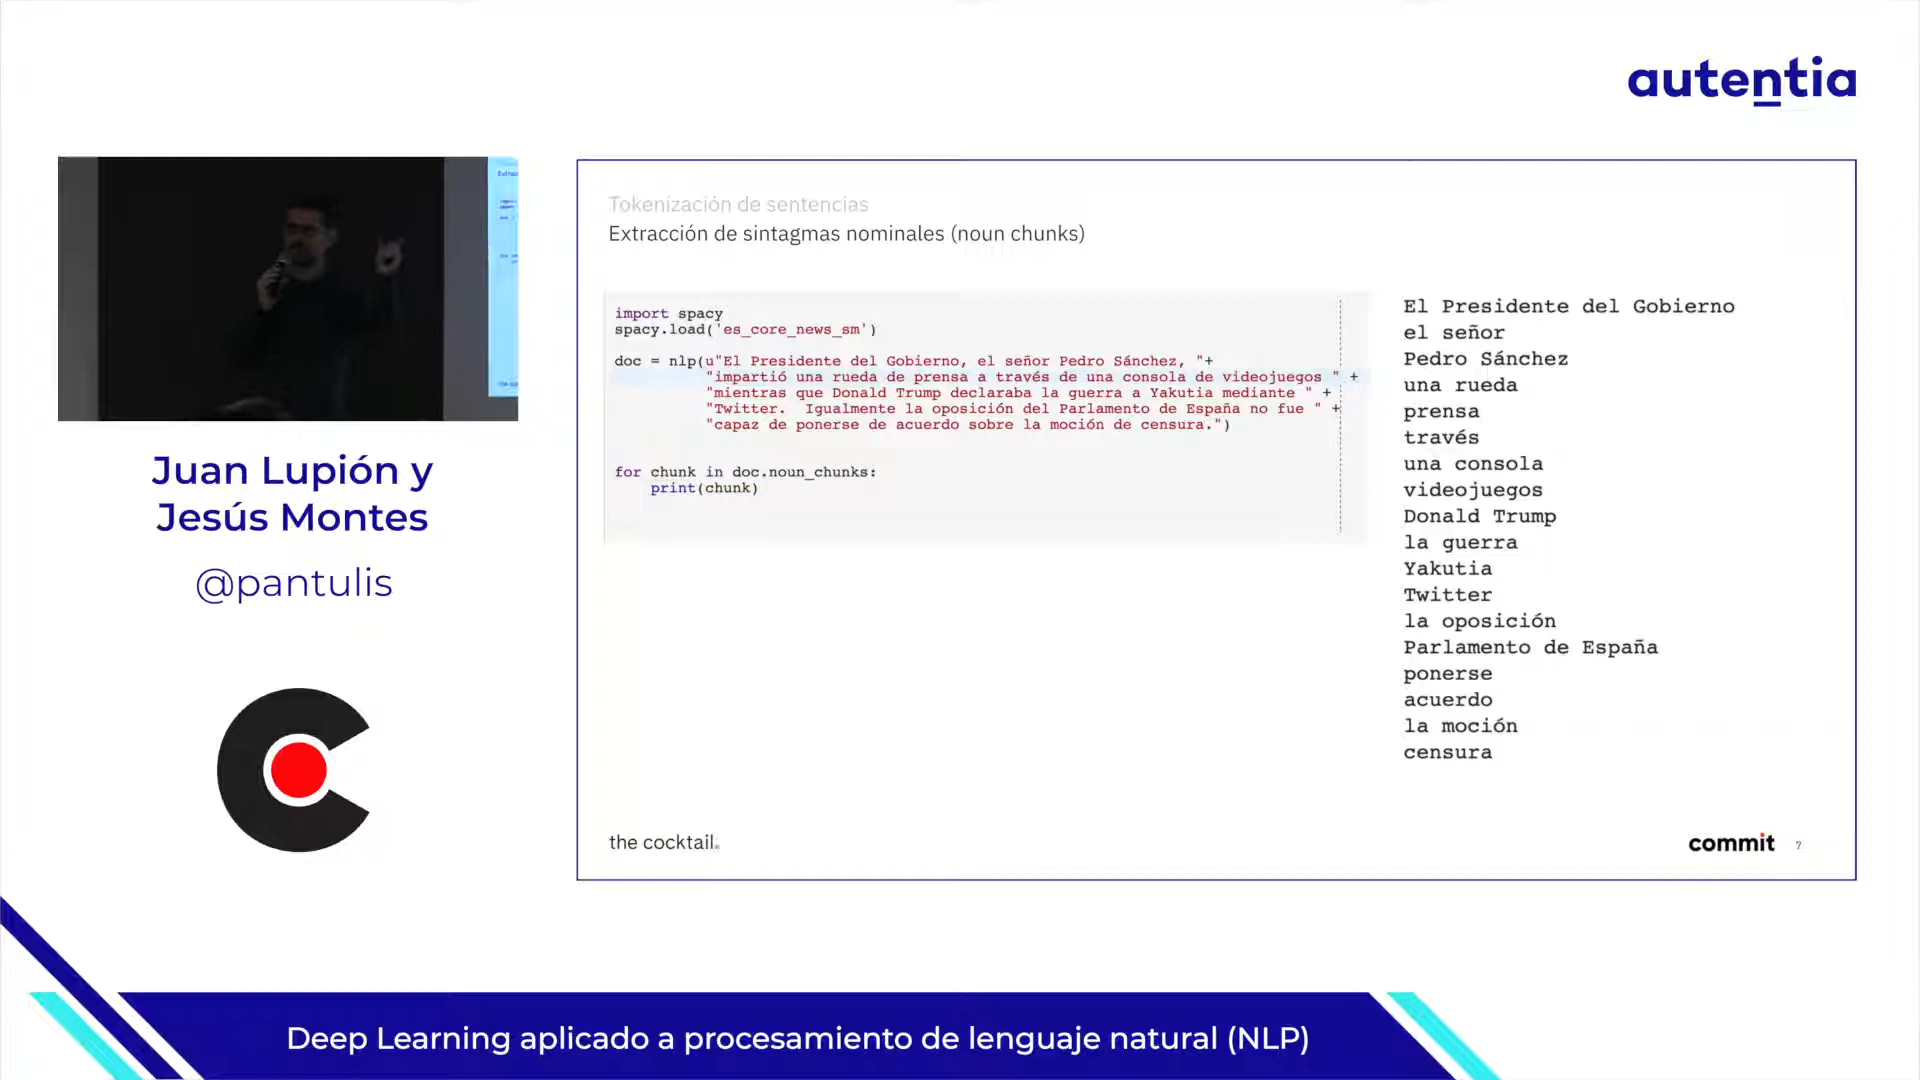 autentia
Juan Lupión y
Jesús Montes
@pantulis
Tokenización de sentencias
Extracción de sintagmas nominales (noun chunks)
import spacy
spacy.load('es_core_news_sm')
doc = nlp(u"El Presidente del Gobierno, el señor Pedro Sánchez, "+
"impartió una rueda de prensa a través de una consola de videojuegos " +
"mientras que Donald Trump declaraba la guerra a Yakutia mediante " +
"Twitter.  Igualmente la oposición del Parlamento de España no fue " +
"capaz de ponerse de acuerdo sobre la moción de censura.")
for chunk in doc.noun_chunks:
print(chunk)
El Presidente del Gobierno
el señor
Pedro Sánchez
una rueda
prensa
través
una consola
videojuegos
Donald Trump
la guerra
Yakutia
Twitter
la oposición
Parlamento de España
ponerse
acuerdo
la moción
censura
the cocktail.
commit 7
Deep Learning aplicado a procesamiento de lenguaje natural (NLP)